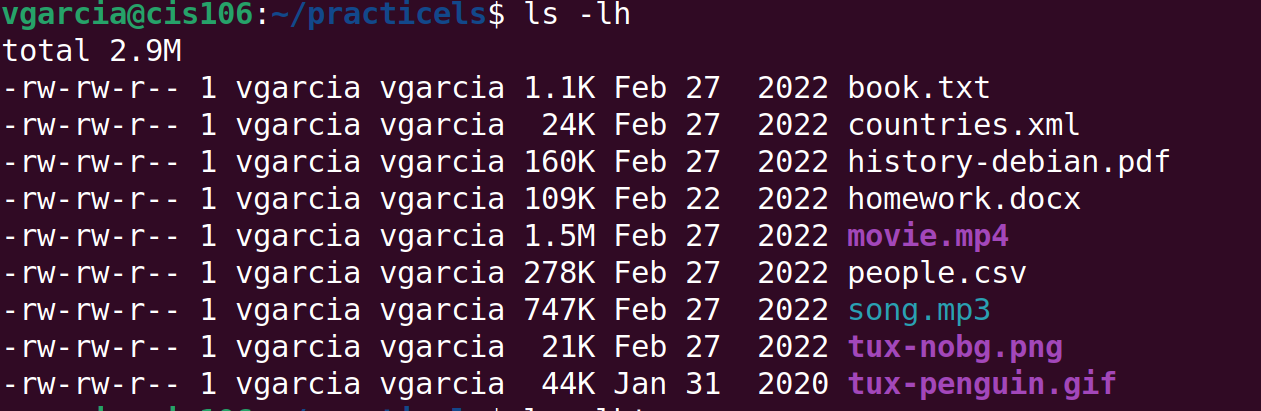 vgarcia@cis106:~/practicels$ ls -lh
total 2.9M
-rw-rw-r-- 1 vgarcia vgarcia 1.1K Feb 27  2022 book.txt
-rw-rw-r-- 1 vgarcia vgarcia  24K Feb 27  2022 countries.xml
-rw-rw-r-- 1 vgarcia vgarcia 160K Feb 27  2022 history-debian.pdf
-rw-rw-r-- 1 vgarcia vgarcia 109K Feb 22  2022 homework.docx
-rw-rw-r-- 1 vgarcia vgarcia 1.5M Feb 27  2022 movie.mp4
-rw-rw-r-- 1 vgarcia vgarcia 278K Feb 27  2022 people.csv
-rw-rw-r-- 1 vgarcia vgarcia 747K Feb 27  2022 song.mp3
-rw-rw-r-- 1 vgarcia vgarcia  21K Feb 27  2022 tux-nobg.png
-rw-rw-r-- 1 vgarcia vgarcia  44K Jan 31  2020 tux-penguin.gif